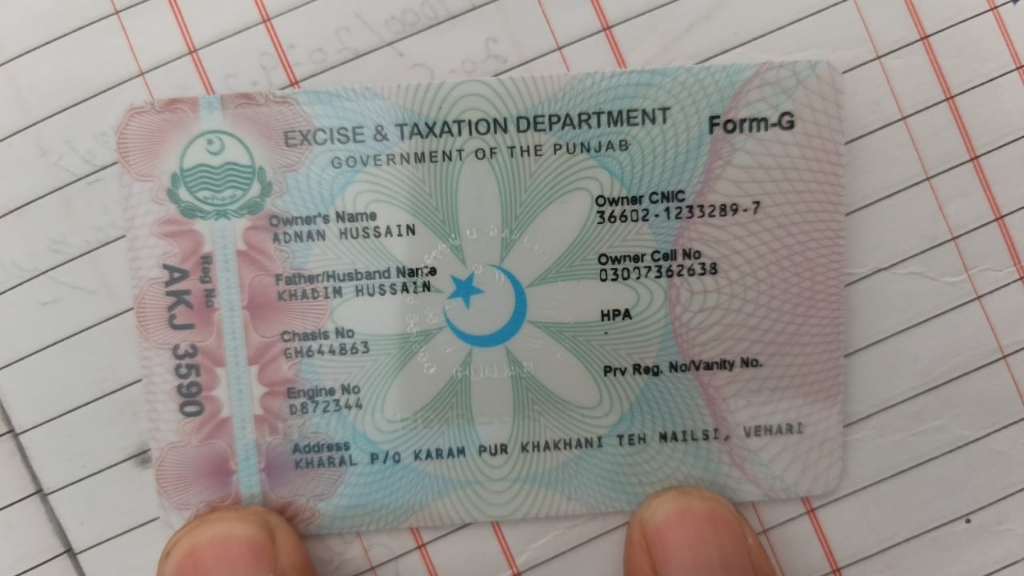 EXCISE & TAXATION DEPARTMENT
Form-G
GOVERNMENT OF THE PUNJAB
Reg No
AKJ 3590
Owner's Name
ADNAN HUSSAIN
Father/Husband Name
KHADIM HUSSAIN
Chasis No
GH644863
Engine No
D872344
Address
KHARAL P/O KARAM PUR KHAKHANI TEH MAILSI, VEHARI
Owner CNIC
36602-1233289-7
Owner Cell No
03007362638
HPA
-
Prv Reg. No/Vanity No.